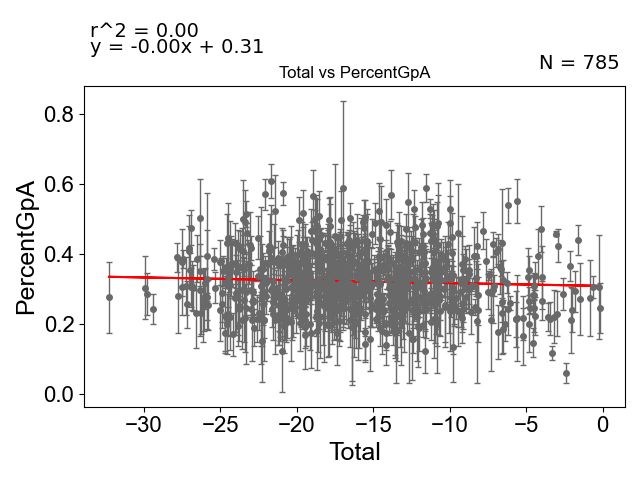 r^2 = 0.00
y = -0.00x + 0.31
N = 785
Total vs PercentGpA
0.8
0.6
0.4
0.2
0.0
PercentGpA
−30 −25 −20 −15 −10 −5 0
Total